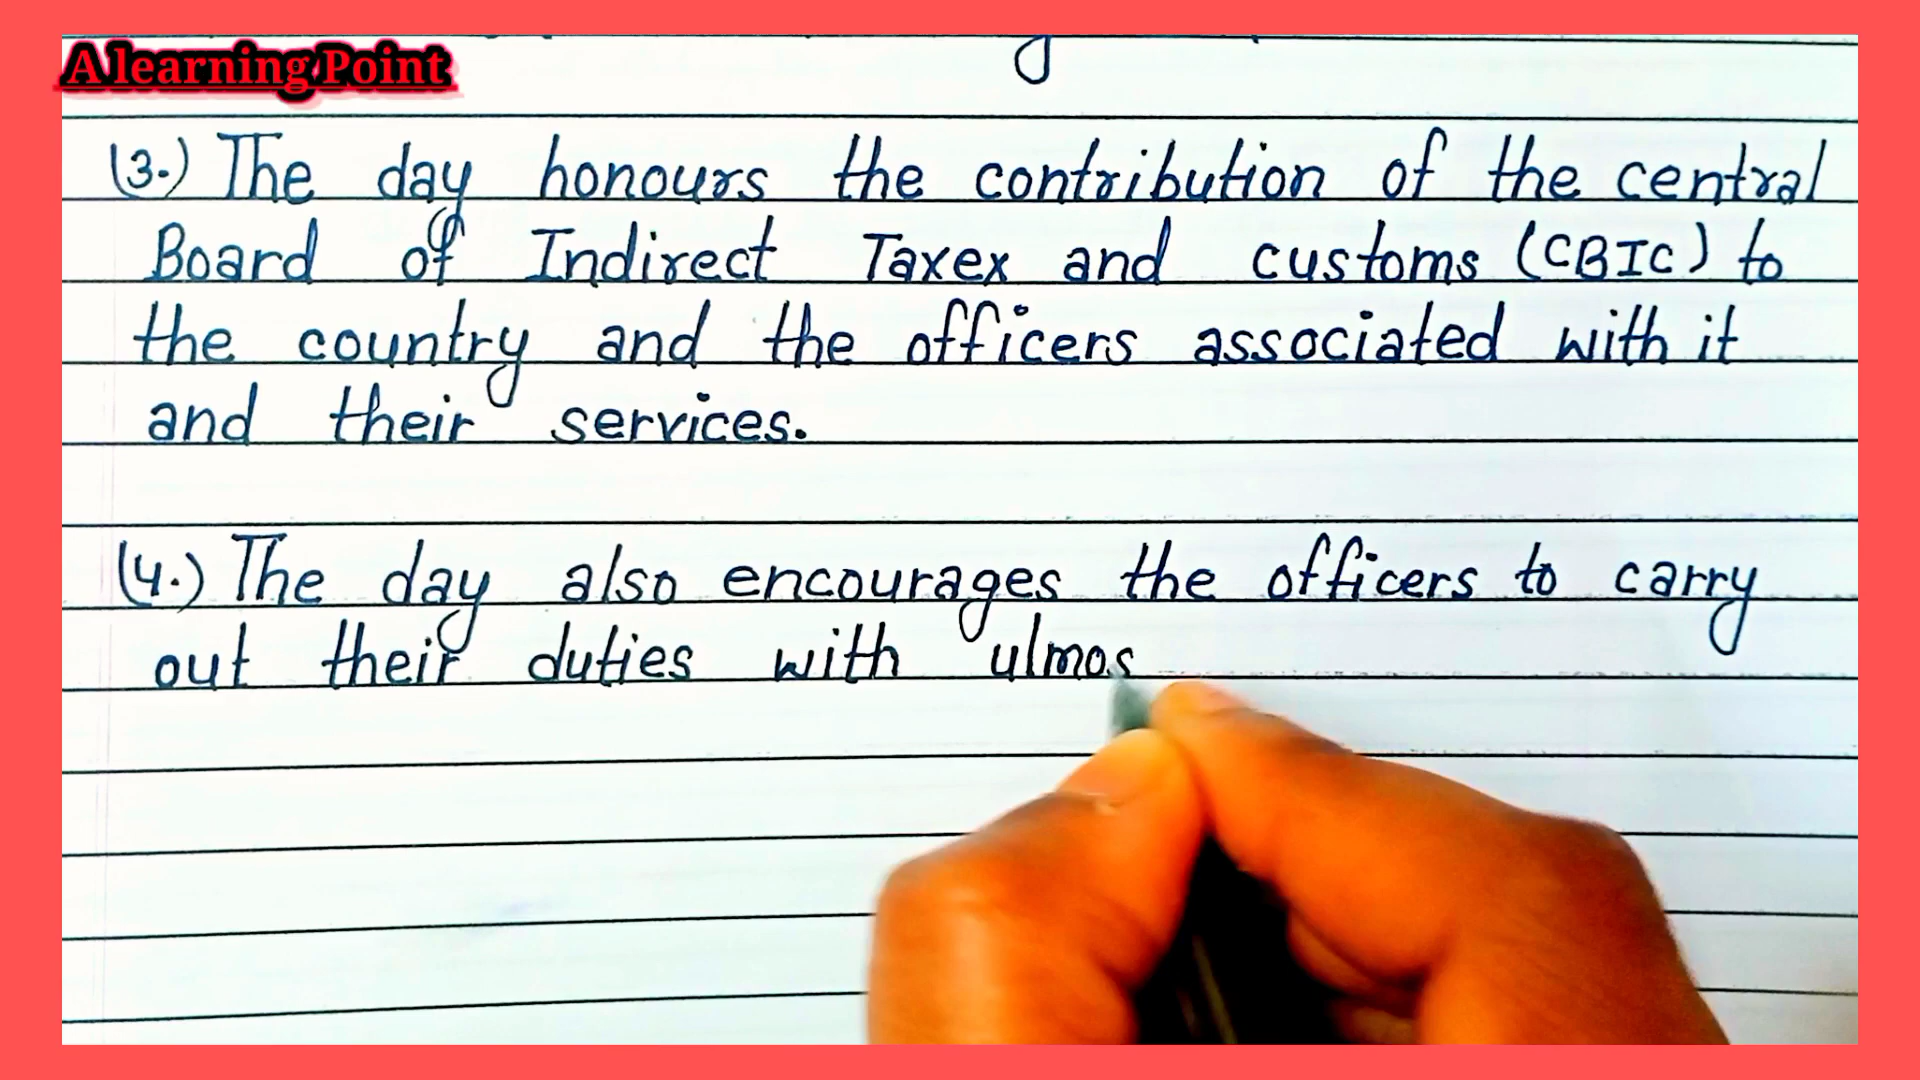 A learning Point
(3.) The day honours the contribution of the central
Board of Indirect Taxex and customs (CBIC) to
the country and the officers associated with it
and their services.
(4.) The day also encourages the officers to carry
out their duties with ulmos